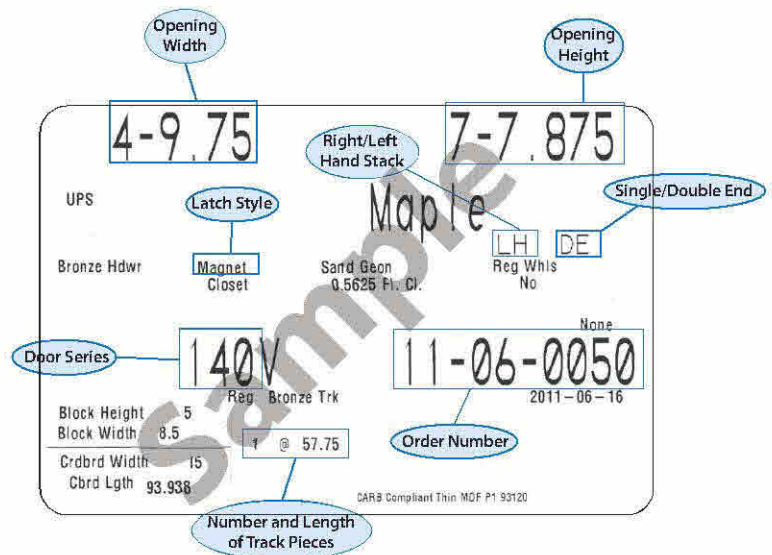 Opening
Width
Opening
Height
4-9.75
7-7.875
Right/Left
Hand Stack
UPS
Latch Style
Maple
Single/Double End
LH DE
Bronze Hdwr
Magnet
Closet
Sand Geon
0.5625 Fl. Cl.
Reg Whls
No
None
Door Series
140V
11-06-0050
Reg Bronze Trk
2011-06-16
Block Height 5
Block Width 8.5
1 @ 57.75
Order Number
Crdbrd Width 15
Cbrd Lgth 93.938
CARB Compliant Thin MDF P1 93120
Number and Length
of Track Pieces
Sample